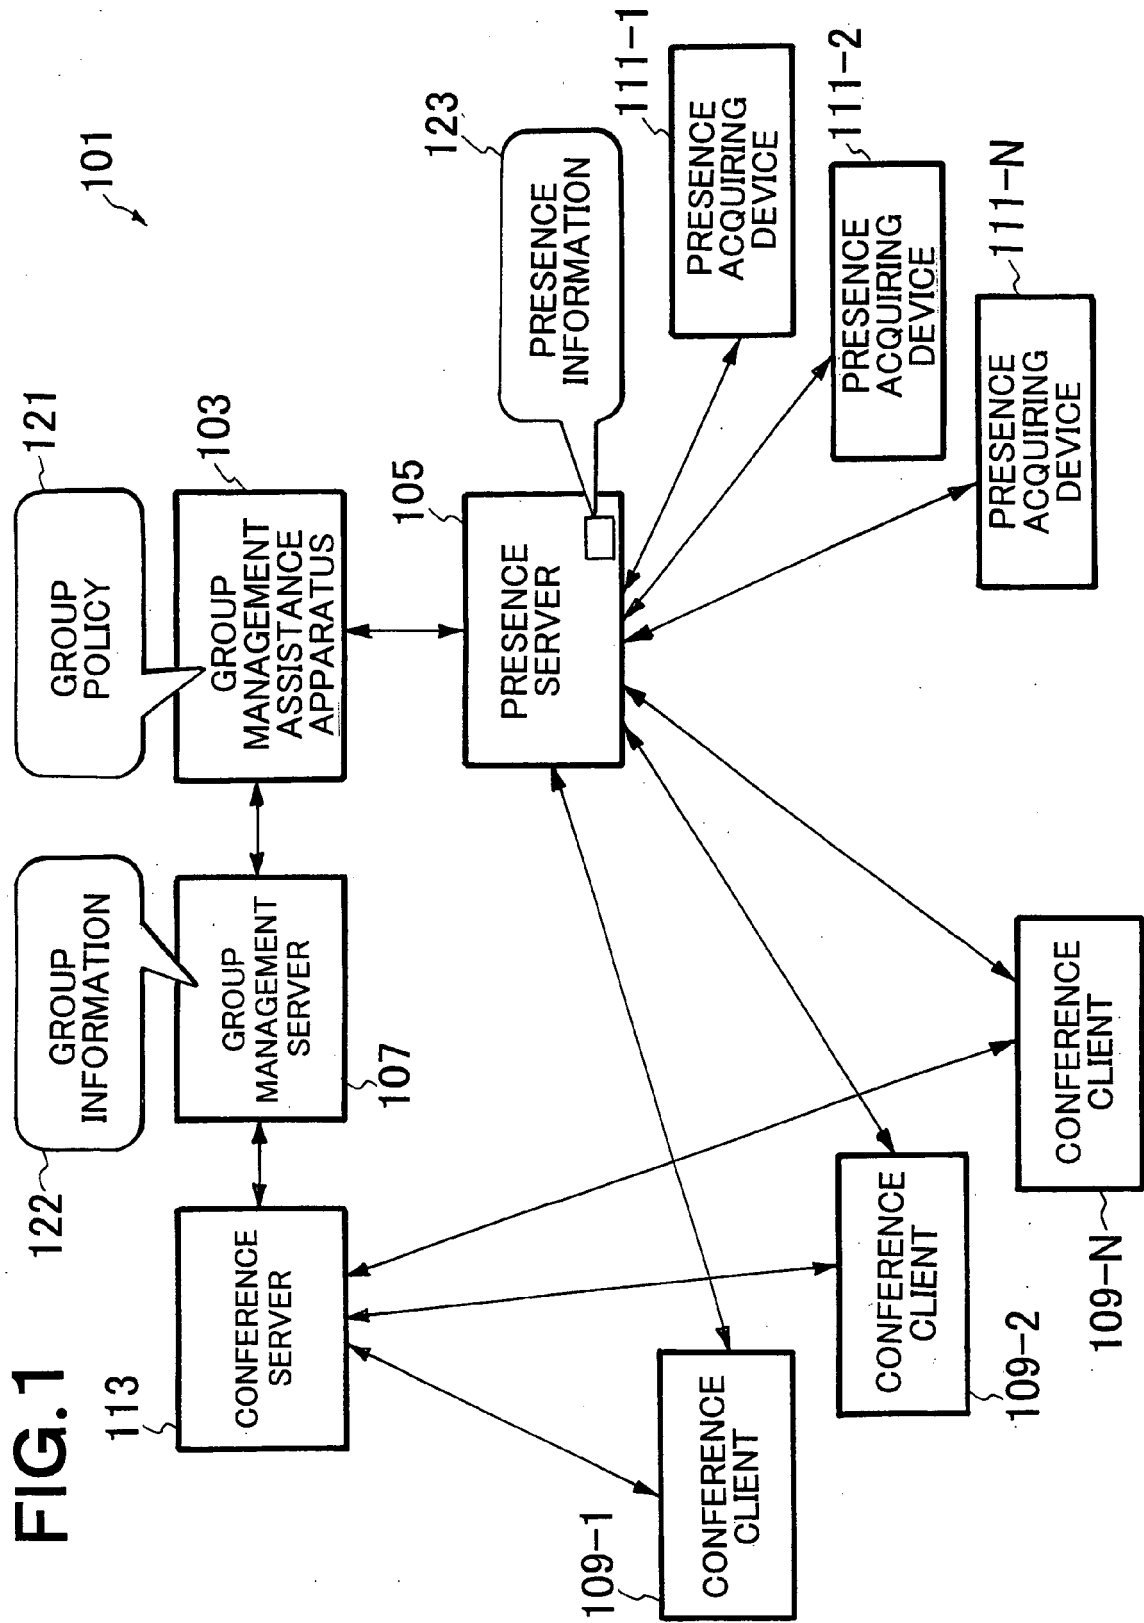 FIG.1
101
122
GROUP
INFORMATION
121
GROUP
POLICY
113
CONFERENCE
SERVER
107
GROUP
MANAGEMENT
SERVER
103
GROUP
MANAGEMENT
ASSISTANCE
APPARATUS
105
PRESENCE
SERVER
123
PRESENCE
INFORMATION
109-1
CONFERENCE
CLIENT
109-2
CONFERENCE
CLIENT
109-N
CONFERENCE
CLIENT
111-1
PRESENCE
ACQUIRING
DEVICE
111-2
PRESENCE
ACQUIRING
DEVICE
111-N
PRESENCE
ACQUIRING
DEVICE